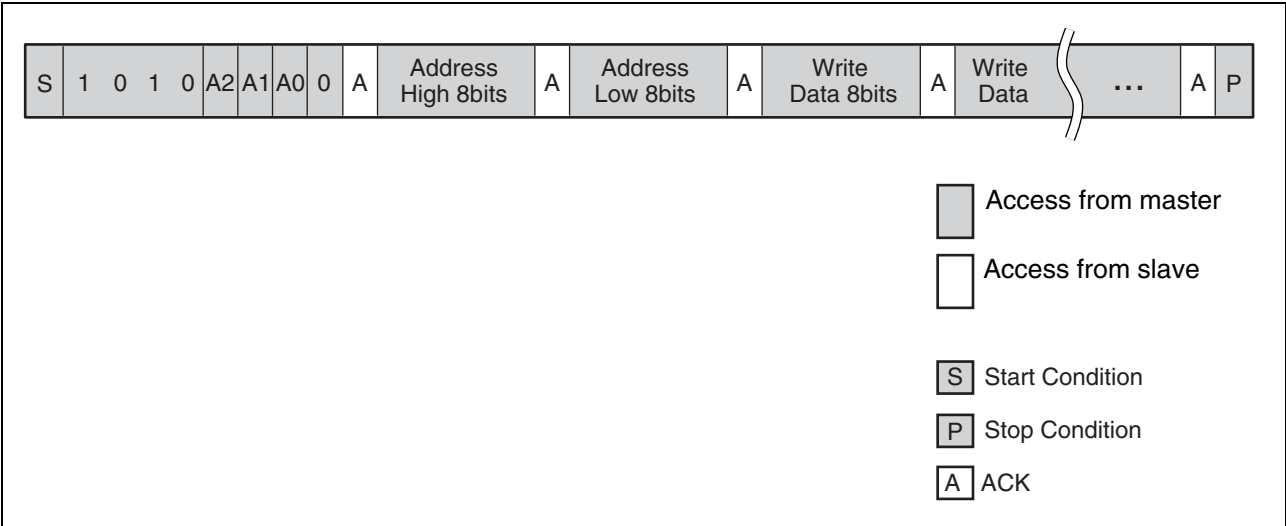 S 1 0 1 0 A2 A1 A0 0 A Address High 8bits A Address Low 8bits A Write Data 8bits A Write Data ... A P
Access from master
Access from slave
S Start Condition
P Stop Condition
A ACK